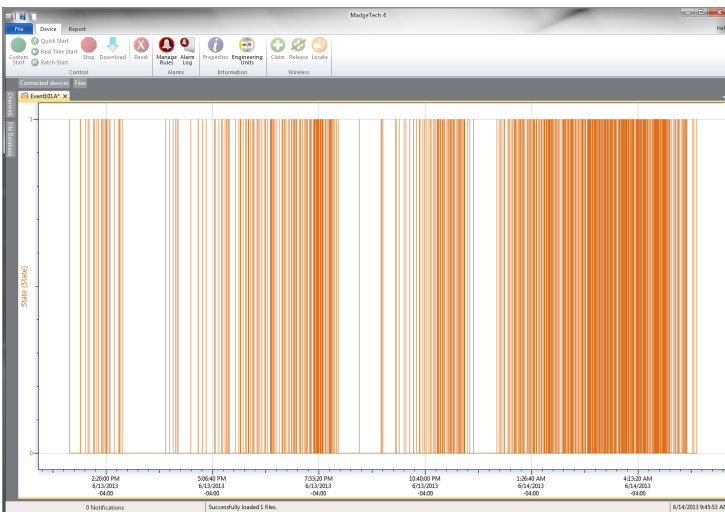 MadgeTech 4
File Device Report Hel
Custom Start
Quick Start
Real Time Start
Batch Start
Stop Download
Reset
Manage Rules
Alarm Log
Properties
Engineering Units
Claim Release Locate
Control Alarms Information Wireless
Connected devices Files
Channels
File Database
Event101A* X
State (State)
1
0
2:20:00 PM 5:06:40 PM 7:53:20 PM 10:40:00 PM 1:26:40 AM 4:13:20 AM
6/13/2013 6/13/2013 6/13/2013 6/13/2013 6/14/2013 6/14/2013
-04:00 -04:00 -04:00 -04:00 -04:00 -04:00
0 Notifications Successfully loaded 1 files. 6/14/2013 9:45:53 AM